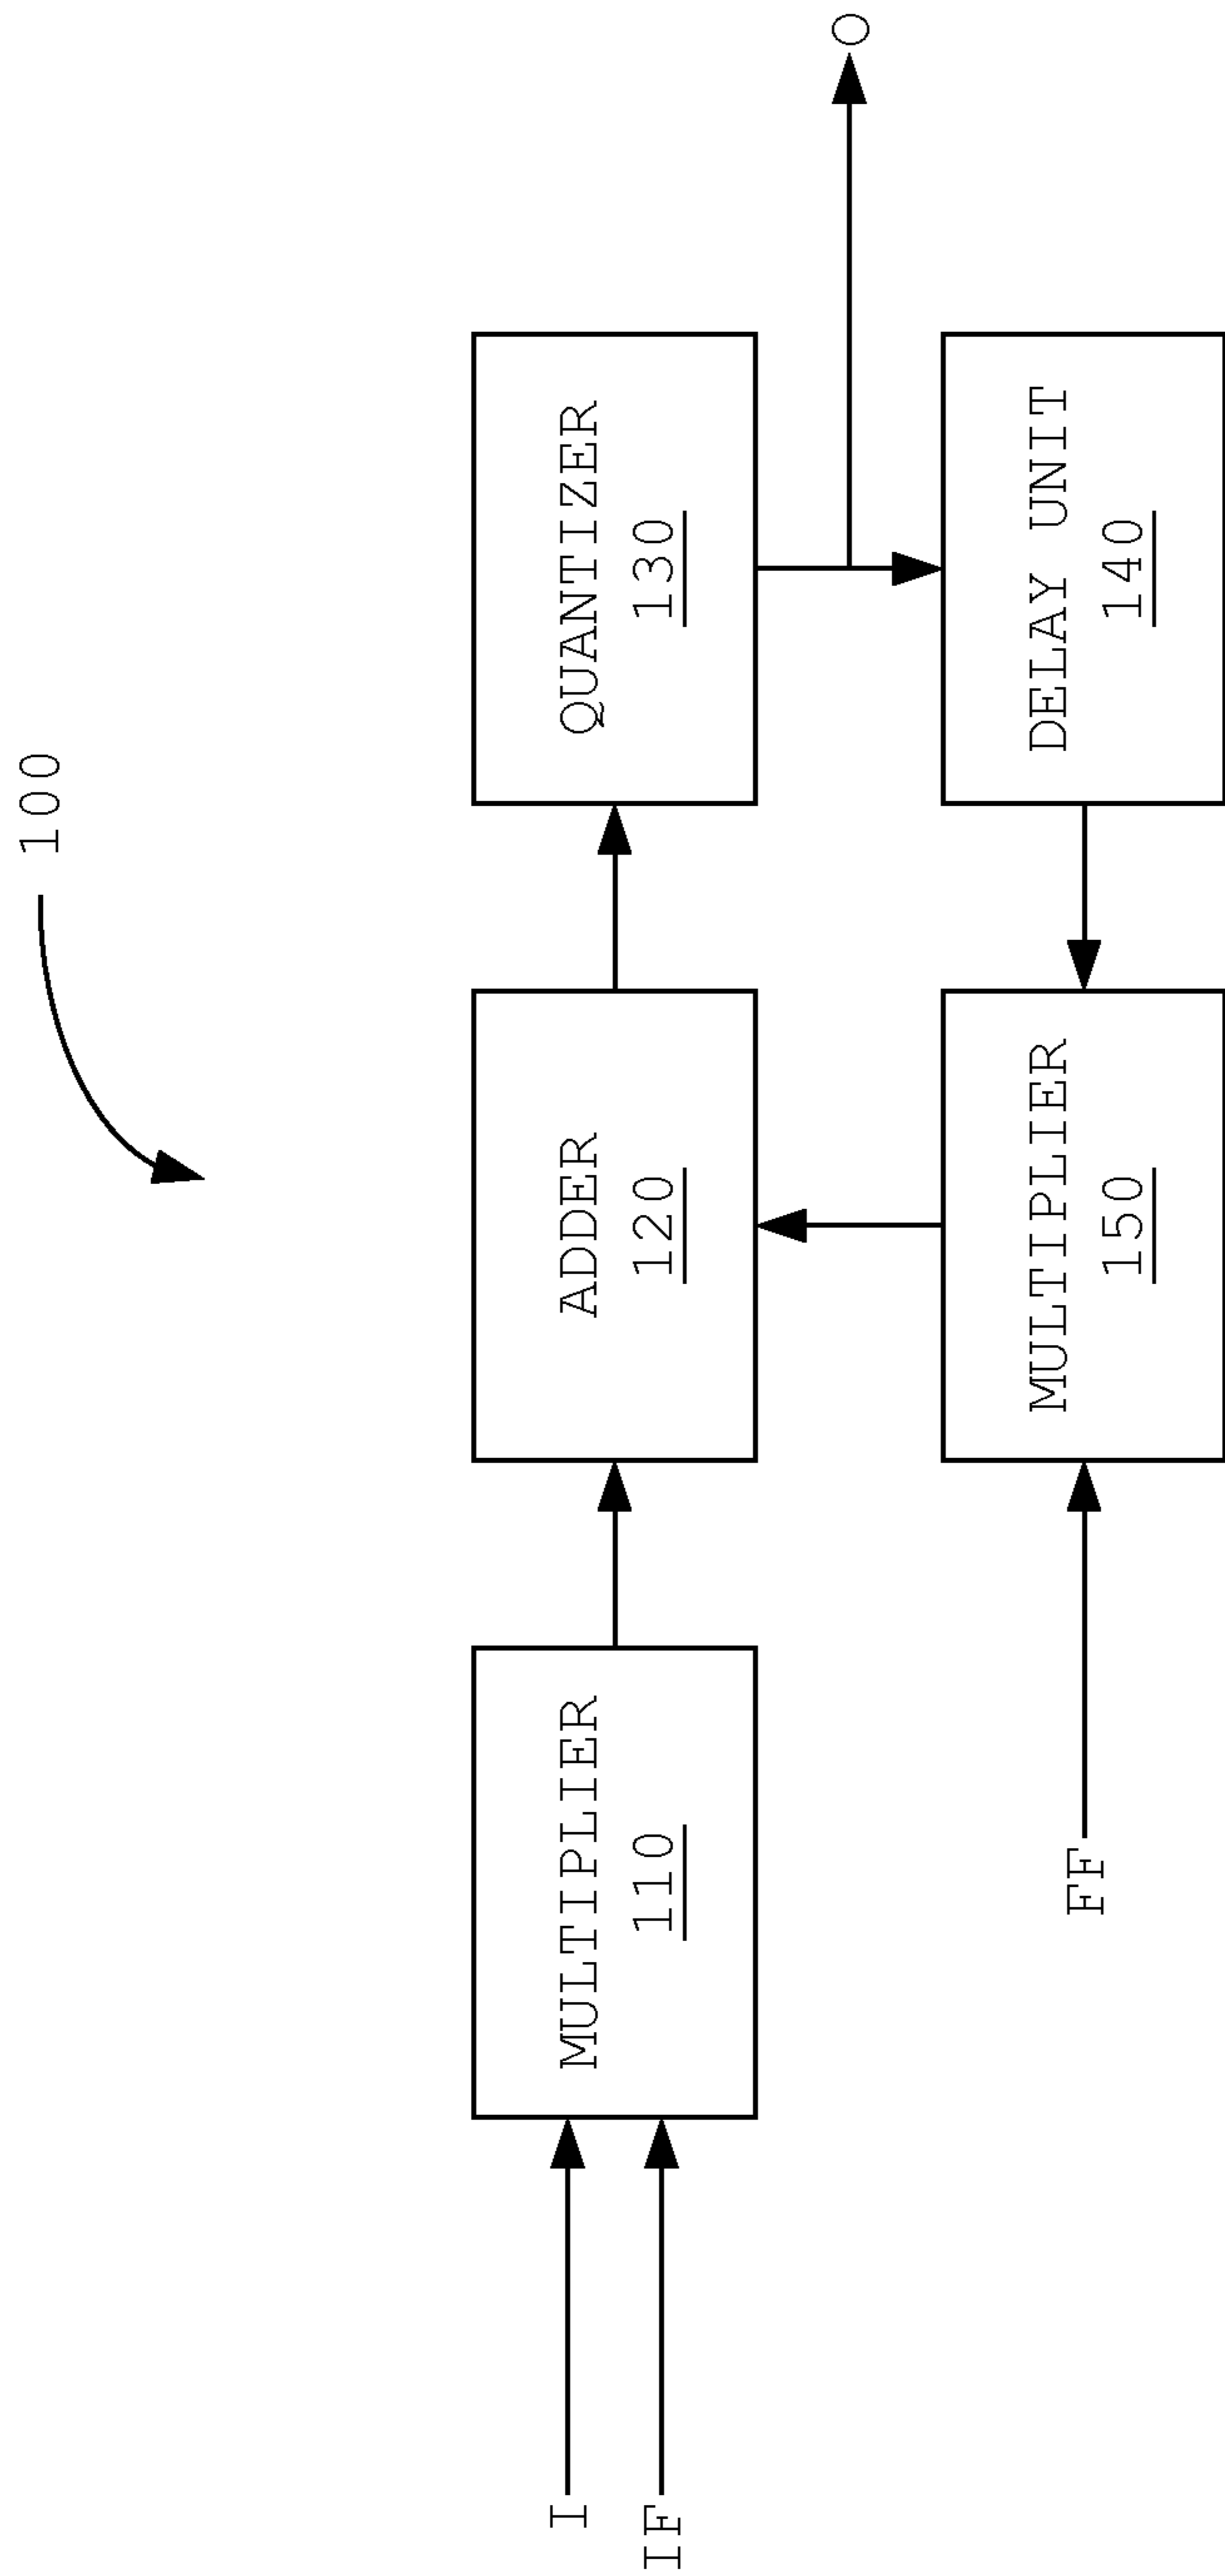 100
I
IF
MULTIPLIER
110
ADDER
120
QUANTIZER
130
O
FF
MULTIPLIER
150
DELAY UNIT
140